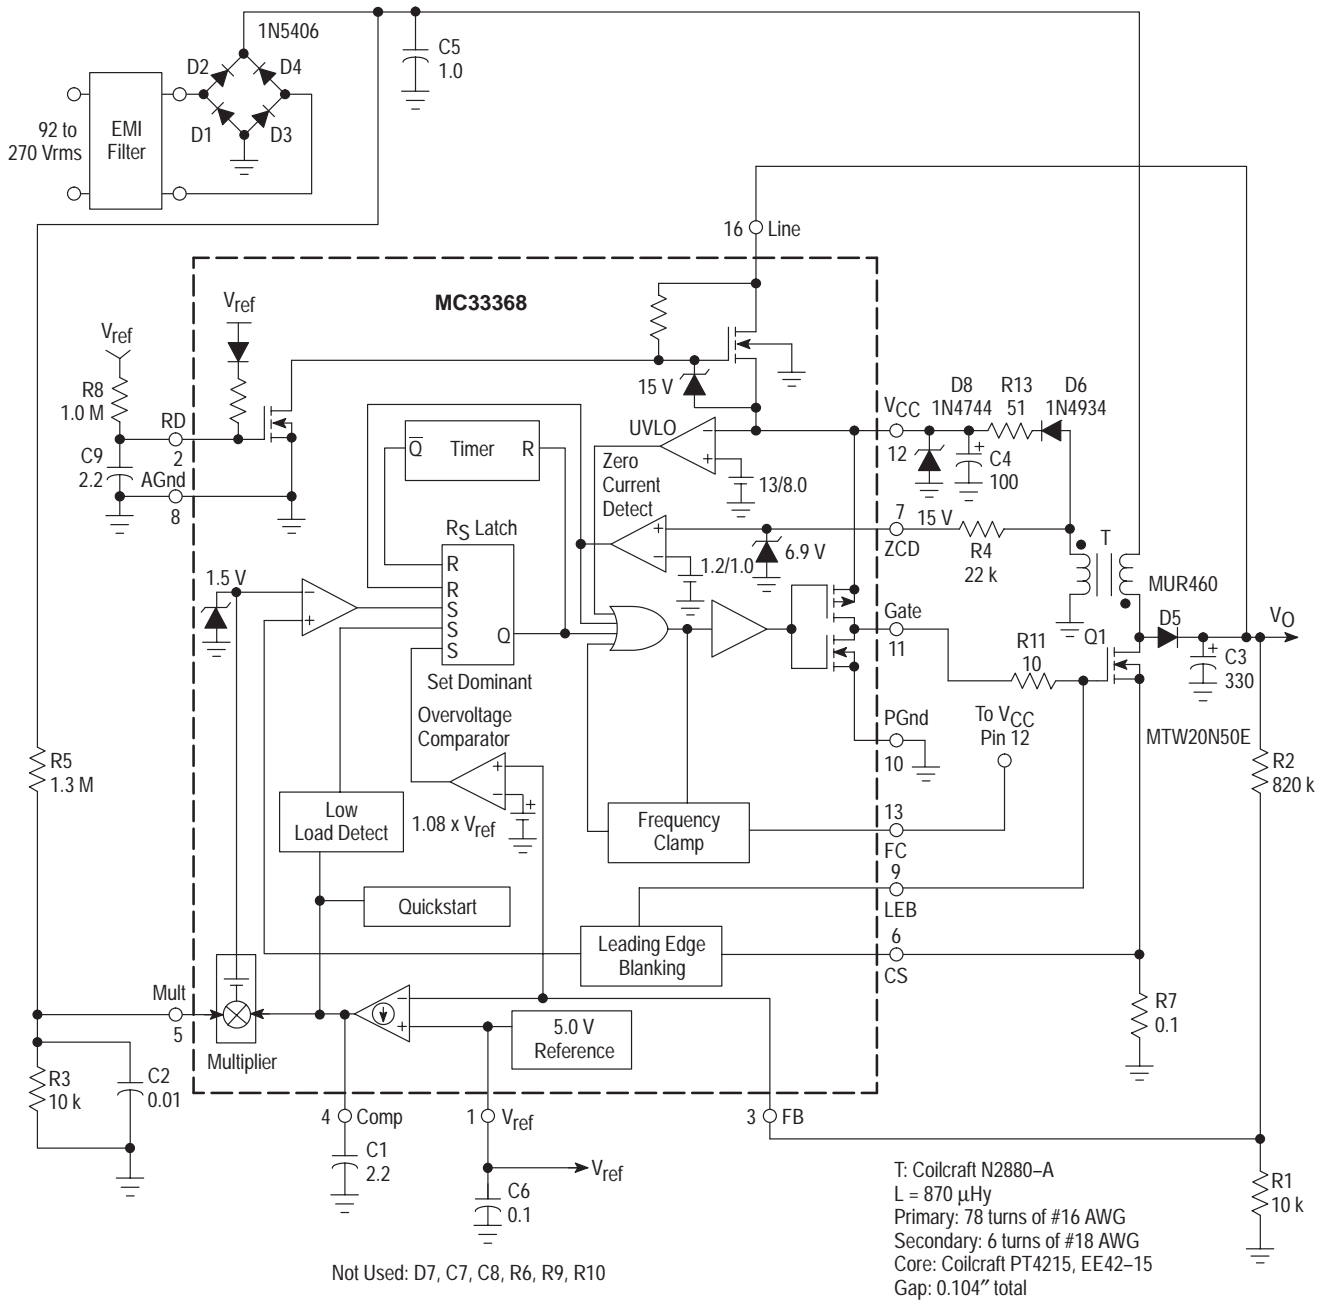 1N5406
C5
1.0
D2
D4
D1
D3
92 to
270 Vrms
EMI
Filter
16
Line
MC33368
Vref
Vref
R8
1.0 M
RD
2
C9
2.2
AGnd
8
15 V
UVLO
VCC
12
D8
1N4744
R13
51
D6
1N4934
C4
100
+
Q̅
Timer
R
Zero
Current
Detect
−
+
13/8.0
RS Latch
R
R
S
S
S
Q
Set Dominant
+
−
1.2/1.0
6.9 V
7
ZCD
15 V
R4
22 k
T
MUR460
1.5 V
−
+
Gate
11
R11
10
Q1
D5
VO
+
C3
330
Overvoltage
Comparator
+
−
+
1.08 x Vref
PGnd
10
To VCC
Pin 12
MTW20N50E
R5
1.3 M
R2
820 k
Low
Load Detect
Frequency
Clamp
13
FC
9
LEB
Quickstart
Leading Edge
Blanking
6
CS
Mult
5
Multiplier
−
+
5.0 V
Reference
R7
0.1
R3
10 k
C2
0.01
4
Comp
1
Vref
3
FB
C1
2.2
Vref
C6
0.1
R1
10 k
T: Coilcraft N2880–A
L = 870 μHy
Primary: 78 turns of #16 AWG
Secondary: 6 turns of #18 AWG
Core: Coilcraft PT4215, EE42–15
Gap: 0.104″ total
Not Used: D7, C7, C8, R6, R9, R10